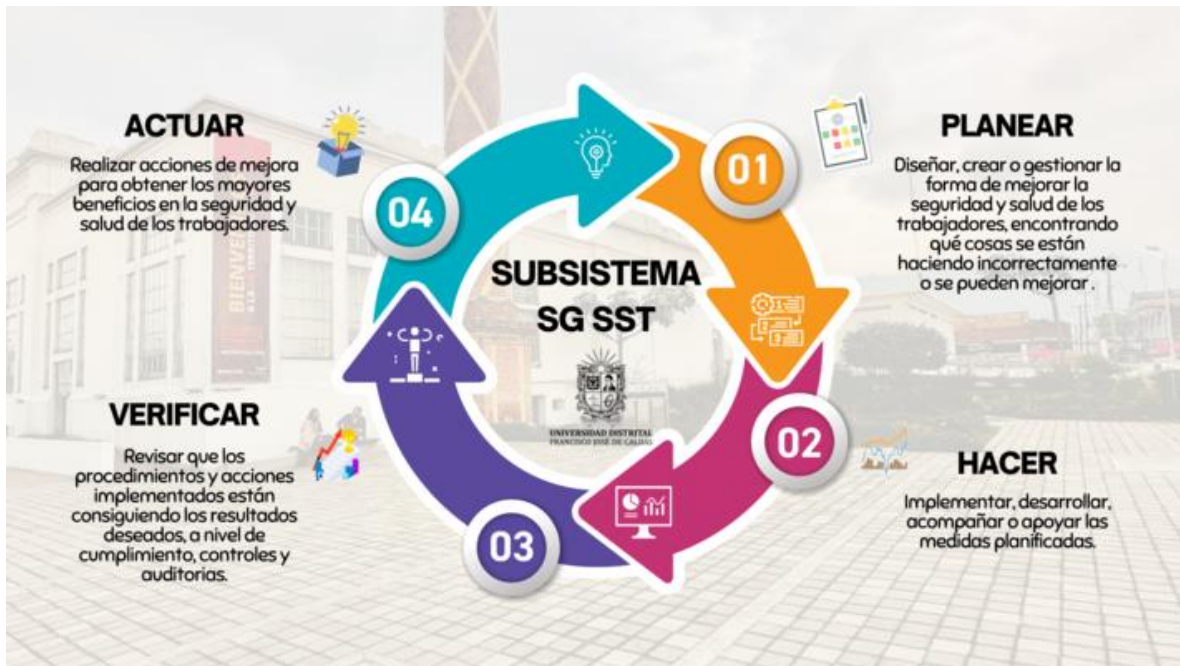 ACTUAR
Realizar acciones de mejora
para obtener los mayores
beneficios en la seguridad y
salud de los trabajadores.
04
01
PLANEAR
Diseñar, crear o gestionar la
forma de mejorar la
seguridad y salud de los
trabajadores, encontrando
qué cosas se están
haciendo incorrectamente
o se pueden mejorar .
SUBSISTEMA
SG SST
UNIVERSIDAD DISTRITAL
FRANCISCO JOSÉ DE CALDAS
BIENVE
VERIFICAR
Revisar que los
procedimientos y acciones
implementados están
consiguiendo los resultados
deseados, a nivel de
cumplimiento, controles y
auditorias.
03
02
HACER
Implementar, desarrollar,
acompañar o apoyar las
medidas planificadas.